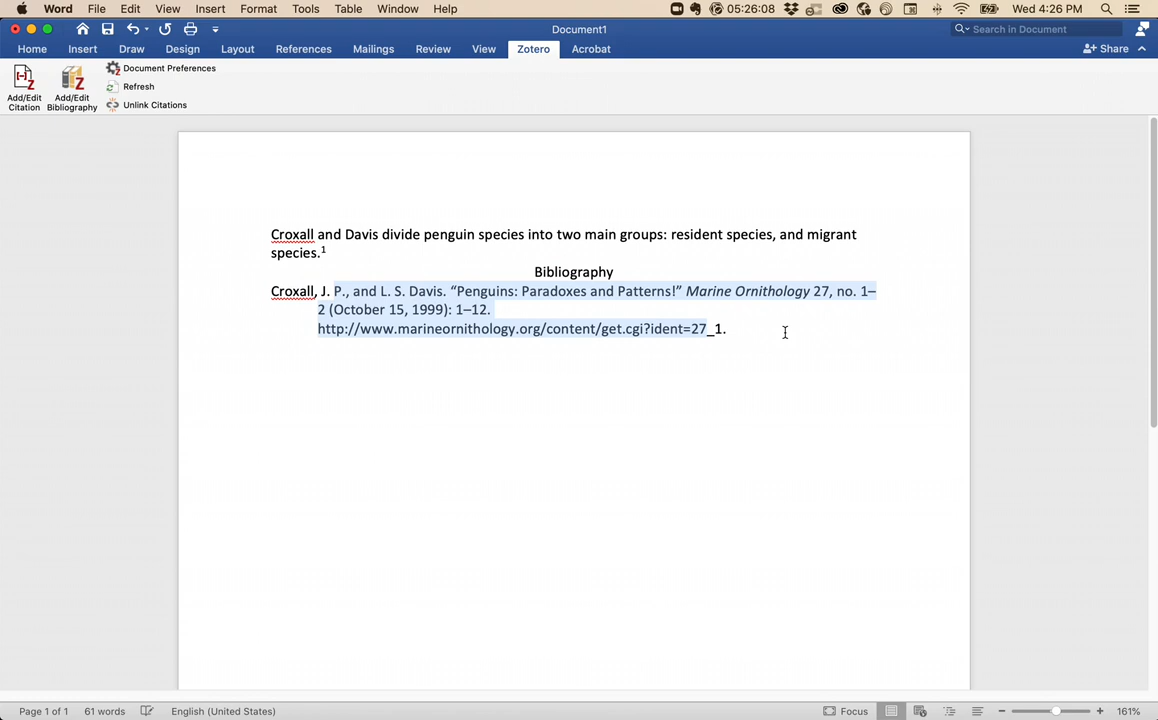 Word File Edit View Insert Format Tools Table Window Help 05:26:08 Wed 4:26 PM
Document1
Search in Document
Home Insert Draw Design Layout References Mailings Review View Zotero Acrobat Share
Add/Edit Citation
Add/Edit Bibliography
Document Preferences
Refresh
Unlink Citations
Croxall and Davis divide penguin species into two main groups: resident species, and migrant
species.1
Bibliography
Croxall, J. P., and L. S. Davis. “Penguins: Paradoxes and Patterns!” Marine Ornithology 27, no. 1–
2 (October 15, 1999): 1–12.
http://www.marineornithology.org/content/get.cgi?ident=27_1.
Page 1 of 1 61 words English (United States) Focus 161%